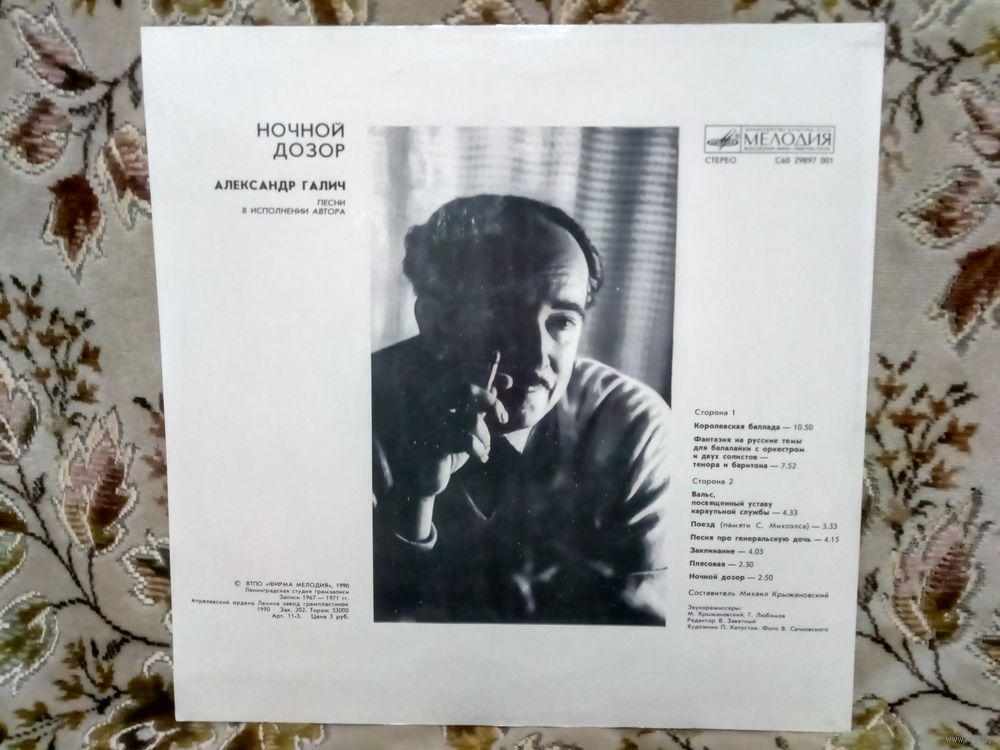 НОЧНОЙ
ДОЗОР
АЛЕКСАНДР ГАЛИЧ
ПЕСНИ
В ИСПОЛНЕНИИ АВТОРА
МЕЛОДИЯ
СТЕРЕО С60 29897 001
Сторона 1
Королевская баллада — 10.50
Фантазия на русские темы
для балалайки с оркестром
и двух солистов —
тенора и баритона — 7.52
Сторона 2
Вальс,
посвященный уставу
караульной службы — 4.33
Поезд (памяти С. Михоэлса) — 3.33
Песня про генеральскую дочь — 4.15
Заклинание — 4.03
Плясовая — 2.30
Ночной дозор — 2.50
Составитель Михаил Крыжановский
Звукорежиссеры:
М. Крыжановский, Г. Любимов
Редактор В. Заветный
Художник П. Капустин. Фото В. Сачковского
© ВТПО «ФИРМА МЕЛОДИЯ», 1990
Ленинградская студия грамзаписи
Записи 1967 — 1971 гг.
Апрелевский ордена Ленина завод грампластинок
1990 Зак. 202. Тираж 53000
Арт. 11-3. Цена 3 руб.